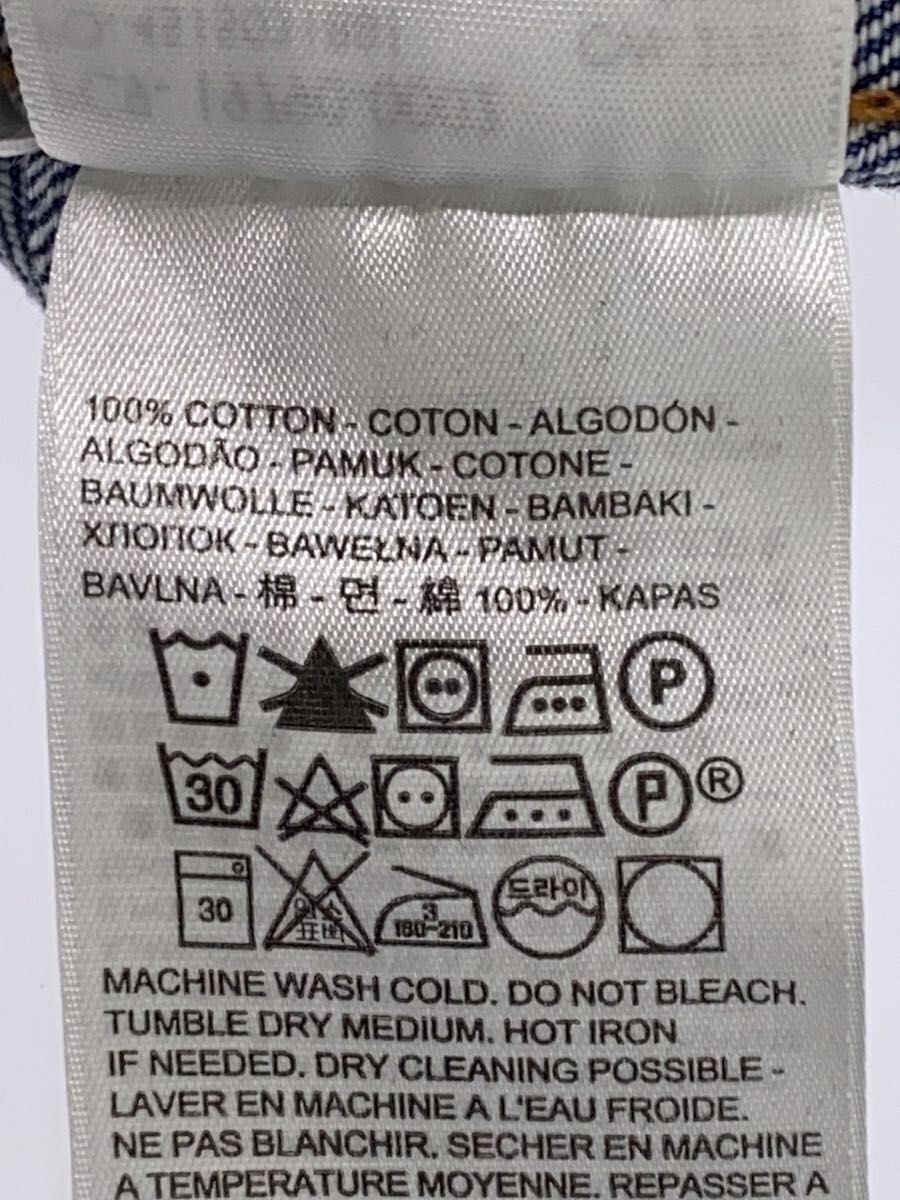 100% COTTON - COTON - ALGODÓN -
ALGODÃO - PAMUK - COTONE -
BAUMWOLLE - KATOEN - BAMBAKI -
ХЛОПОК - BAWEŁNA - PAMUT -
BAVLNA - 棉 - 면 - 綿 100% - KAPAS
P
30 P ®
30 3 180-210 드라이
MACHINE WASH COLD. DO NOT BLEACH.
TUMBLE DRY MEDIUM. HOT IRON
IF NEEDED. DRY CLEANING POSSIBLE -
LAVER EN MACHINE A L'EAU FROIDE.
NE PAS BLANCHIR. SECHER EN MACHINE
A TEMPERATURE MOYENNE. REPASSER A